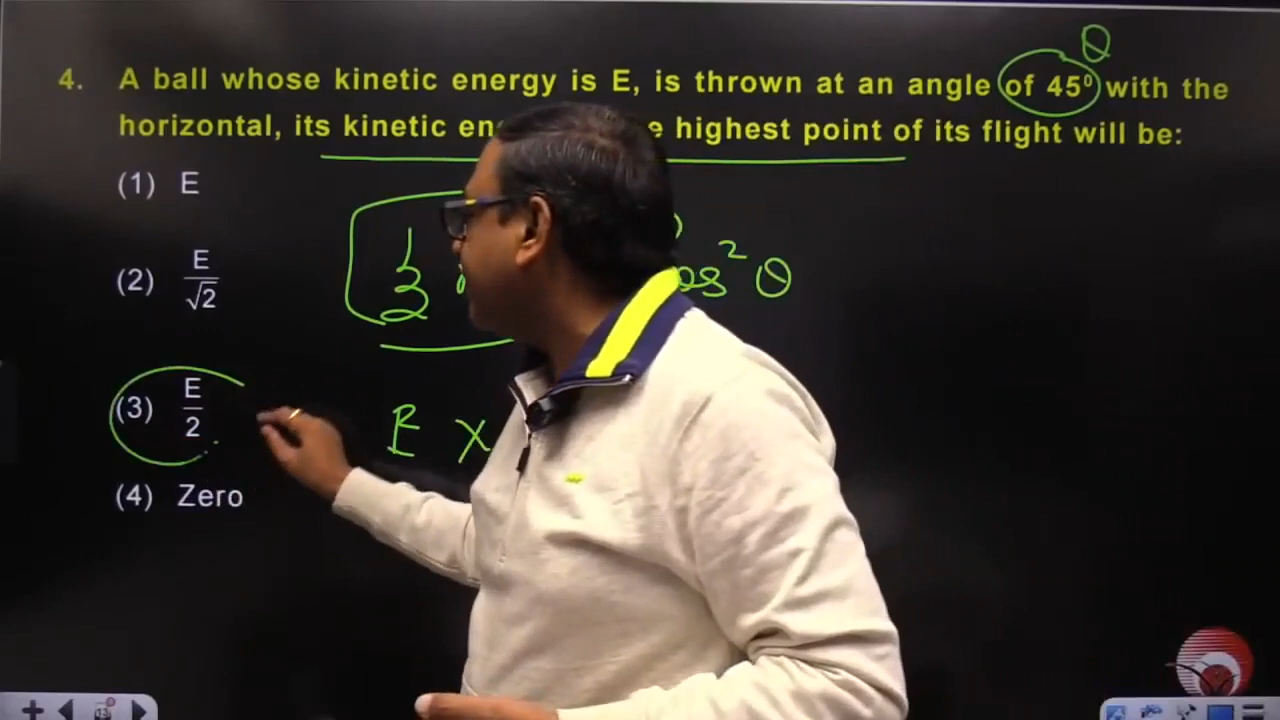 θ
4. A ball whose kinetic energy is E, is thrown at an angle of 45⁰ with the
horizontal, its kinetic en e highest point of its flight will be:
(1) E
(2) E/√2
1/2 os² θ
(3) E/2
E ×
(4) Zero